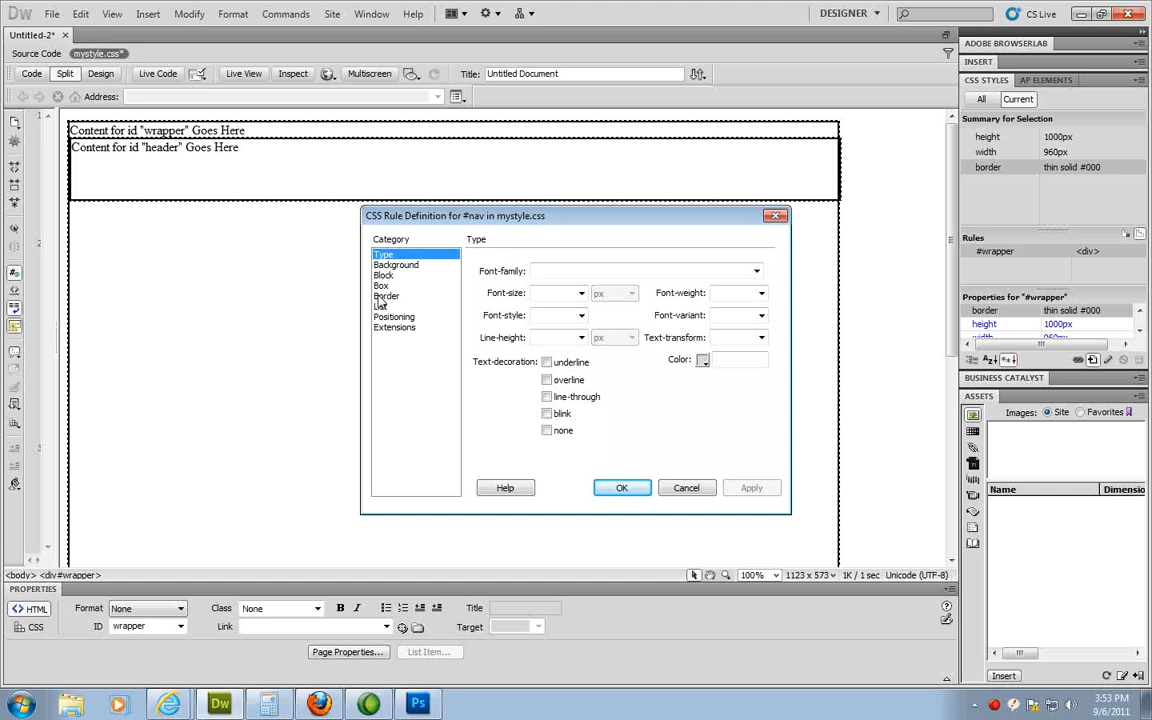 Dw File Edit View Insert Modify Format Commands Site Window Help DESIGNER CS Live
Untitled-2*
Source Code mystyle.css*
Code Split Design Live Code Live View Inspect Multiscreen Title: Untitled Document
Address:
Content for id "wrapper" Goes Here
Content for id "header" Goes Here
CSS Rule Definition for #nav in mystyle.css
Category Type
Type
Background
Block
Box
Border
List
Positioning
Extensions
Font-family:
Font-size: px Font-weight:
Font-style: Font-variant:
Line-height: px Text-transform:
Text-decoration: underline Color:
overline
line-through
blink
none
Help OK Cancel Apply
ADOBE BROWSERLAB
INSERT
CSS STYLES AP ELEMENTS
All Current
Summary for Selection
height 1000px
width 960px
border thin solid #000
Rules
#wrapper <div>
Properties for "#wrapper"
border thin solid #000
height 1000px
width 960px
BUSINESS CATALYST
ASSETS
Images: Site Favorites
Name Dimensio
Insert
<body> <div#wrapper> 100% 1123 x 573 1K / 1 sec Unicode (UTF-8)
PROPERTIES
HTML Format None Class None B I Title
CSS ID wrapper Link Target
Page Properties... List Item...
Dw Ps
3:53 PM
9/6/2011